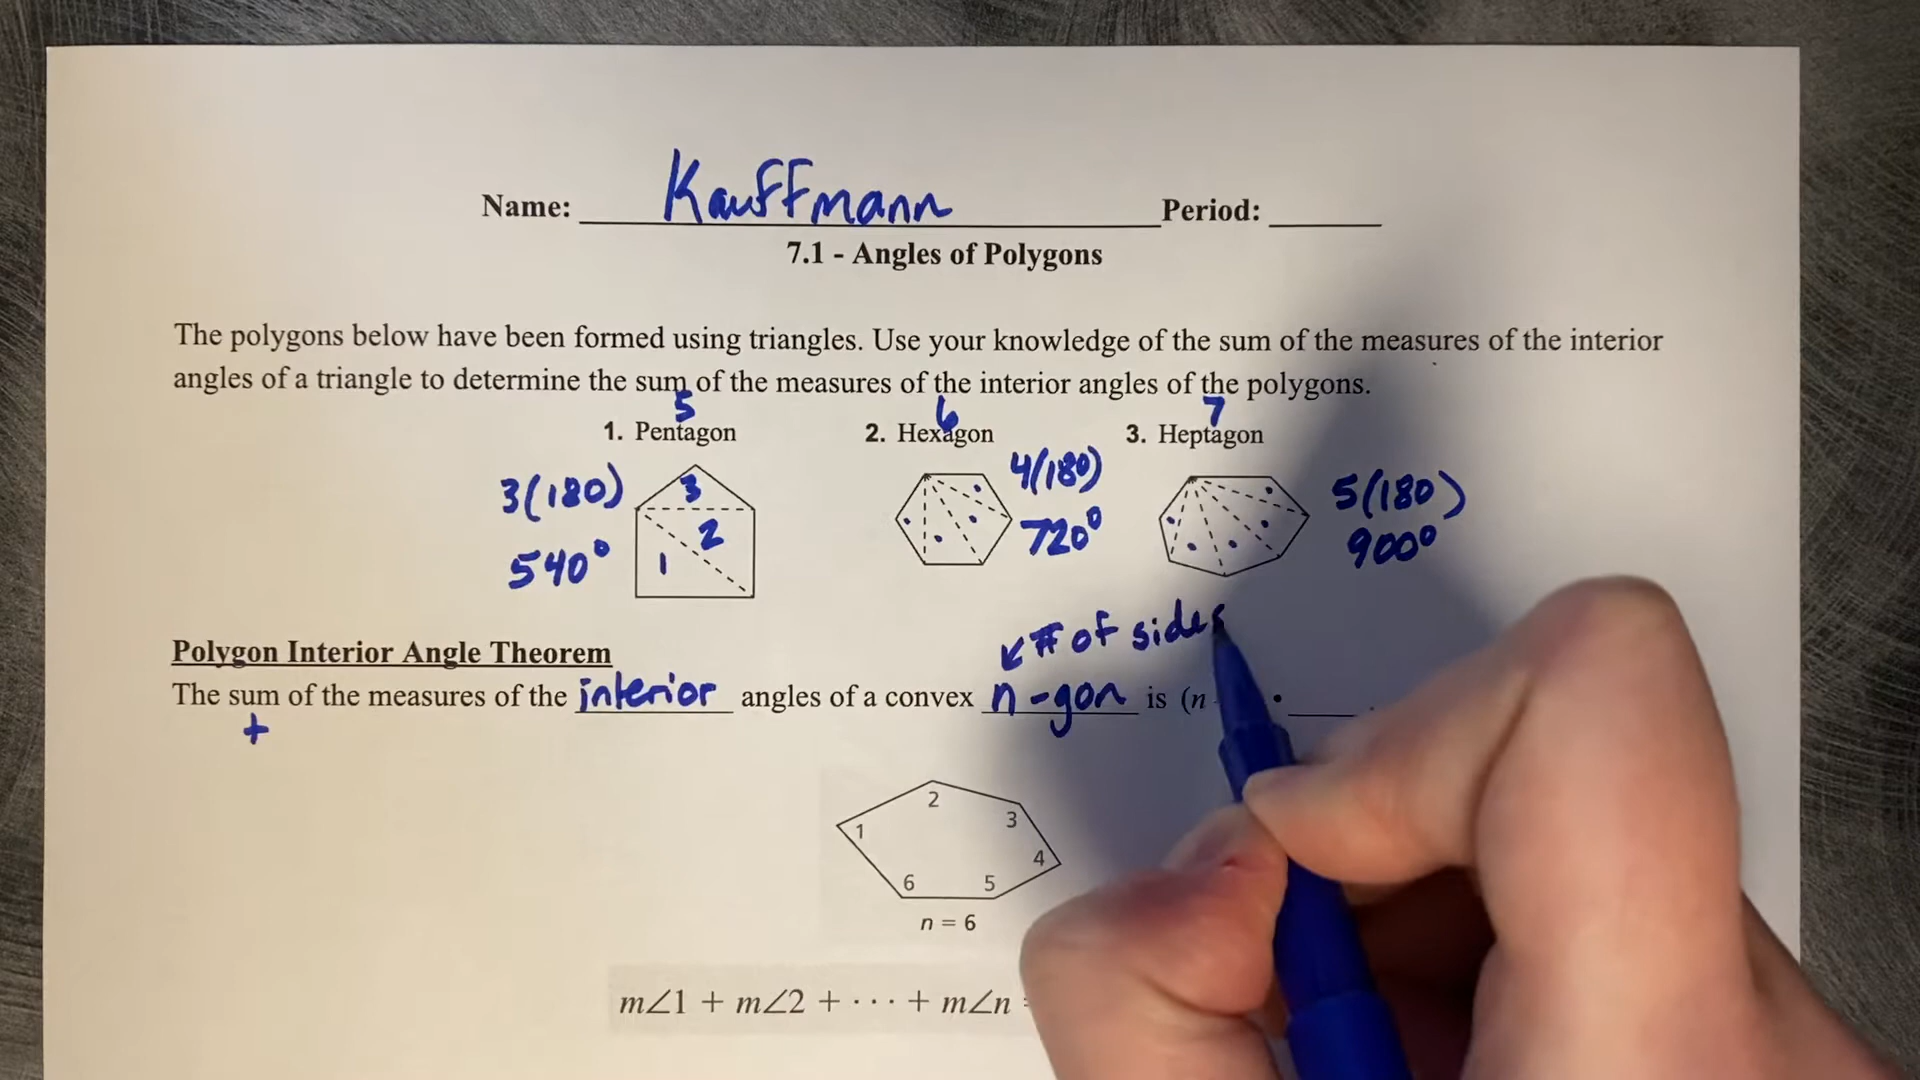 Name: Kauffmann Period:
7.1 - Angles of Polygons
The polygons below have been formed using triangles. Use your knowledge of the sum of the measures of the interior
angles of a triangle to determine the sum of the measures of the interior angles of the polygons.
5 6 7
1. Pentagon 2. Hexagon 3. Heptagon
3(180) 3 4(180) 5(180)
540° 1 2 720° 900°
# of sides
Polygon Interior Angle Theorem
The sum of the measures of the interior angles of a convex n-gon is (n •
+
2
1 3
4
6 5
n = 6
m∠1 + m∠2 + · · · + m∠n